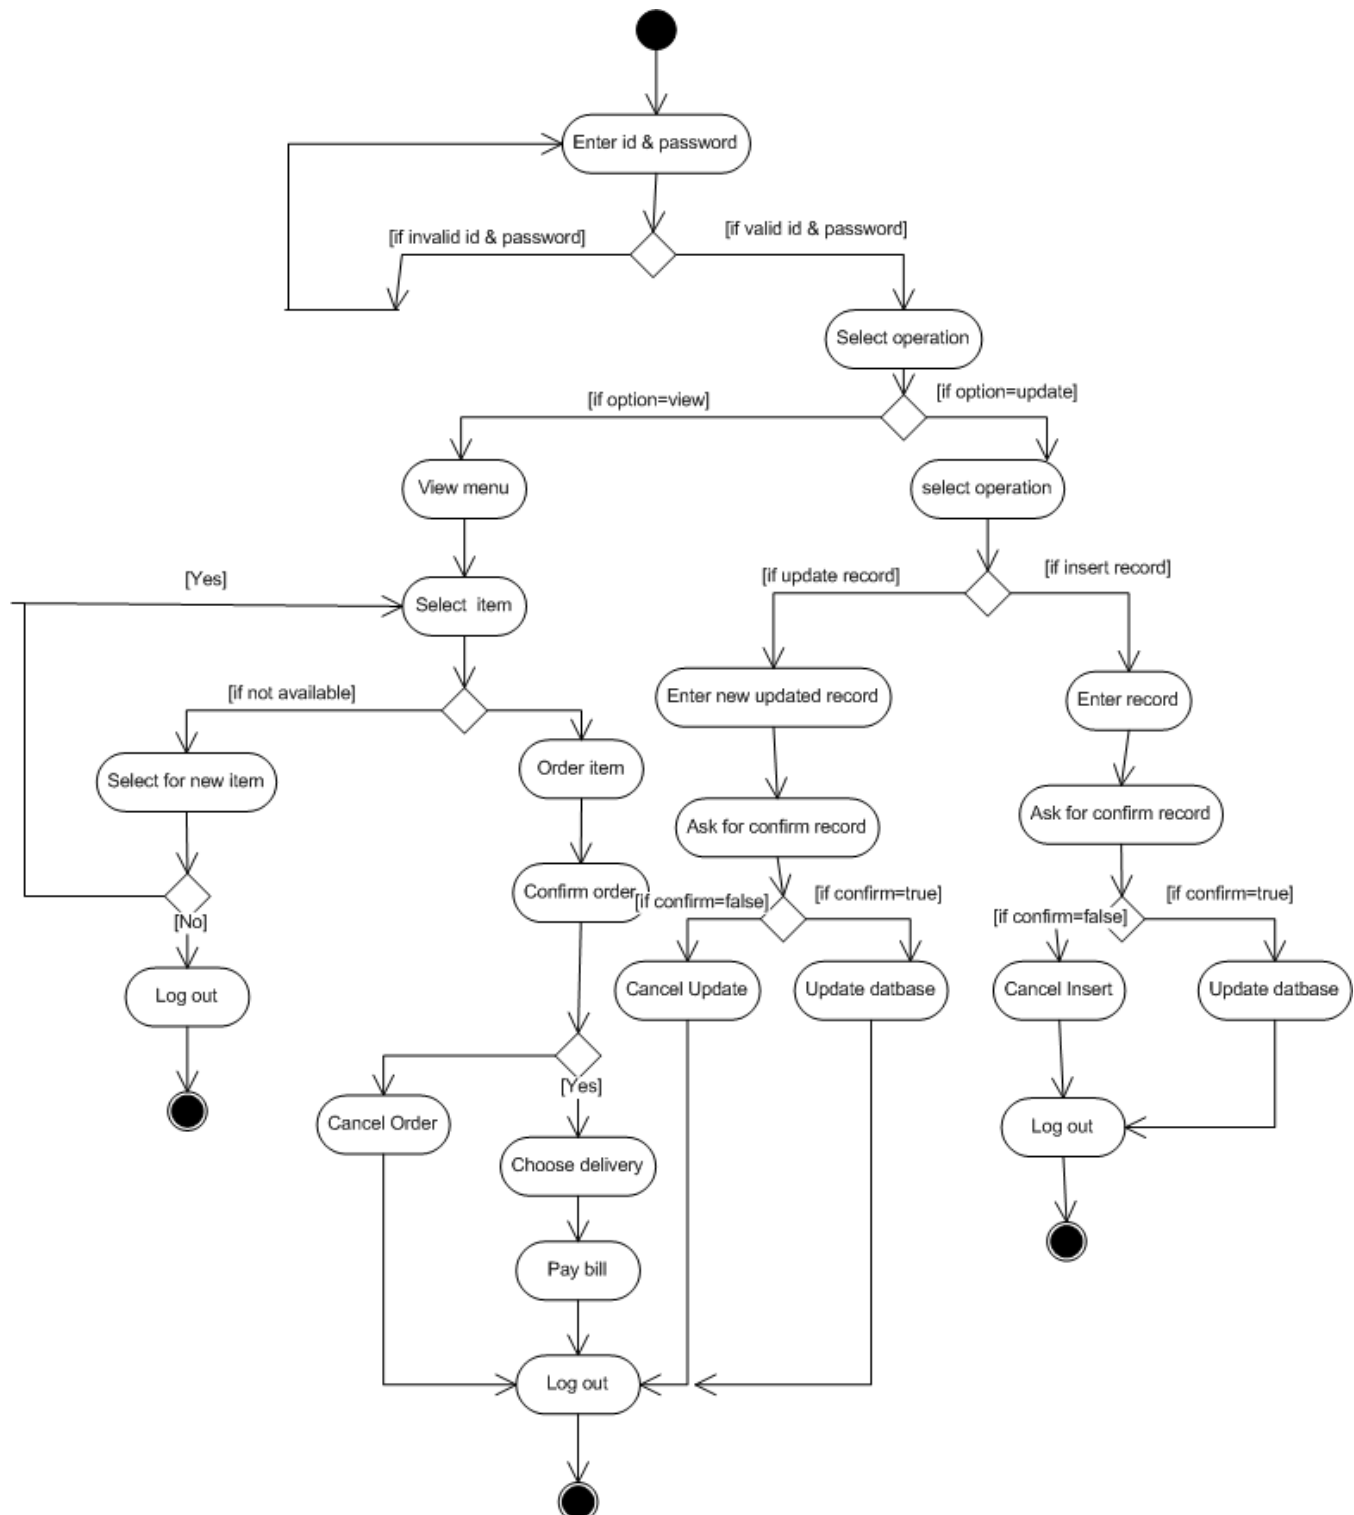 Enter id & password
[if invalid id & password]
[if valid id & password]
Select operation
[if option=view]
[if option=update]
View menu
select operation
[Yes]
[if update record]
[if insert record]
Select item
[if not available]
Enter new updated record
Enter record
Select for new item
Order item
Ask for confirm record
Ask for confirm record
Confirm order
[if confirm=false]
[if confirm=true]
[if confirm=false]
[if confirm=true]
[No]
Log out
Cancel Update
Update datbase
Cancel Insert
Update datbase
[Yes]
Cancel Order
Log out
Choose delivery
Pay bill
Log out